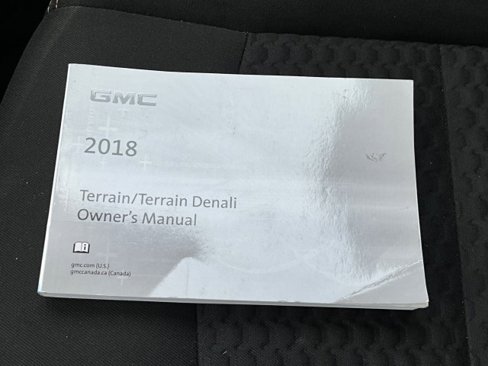 GMC
2018
Terrain/Terrain Denali
Owner's Manual
gmc.com (U.S.)
gmccanada.ca (Canada)